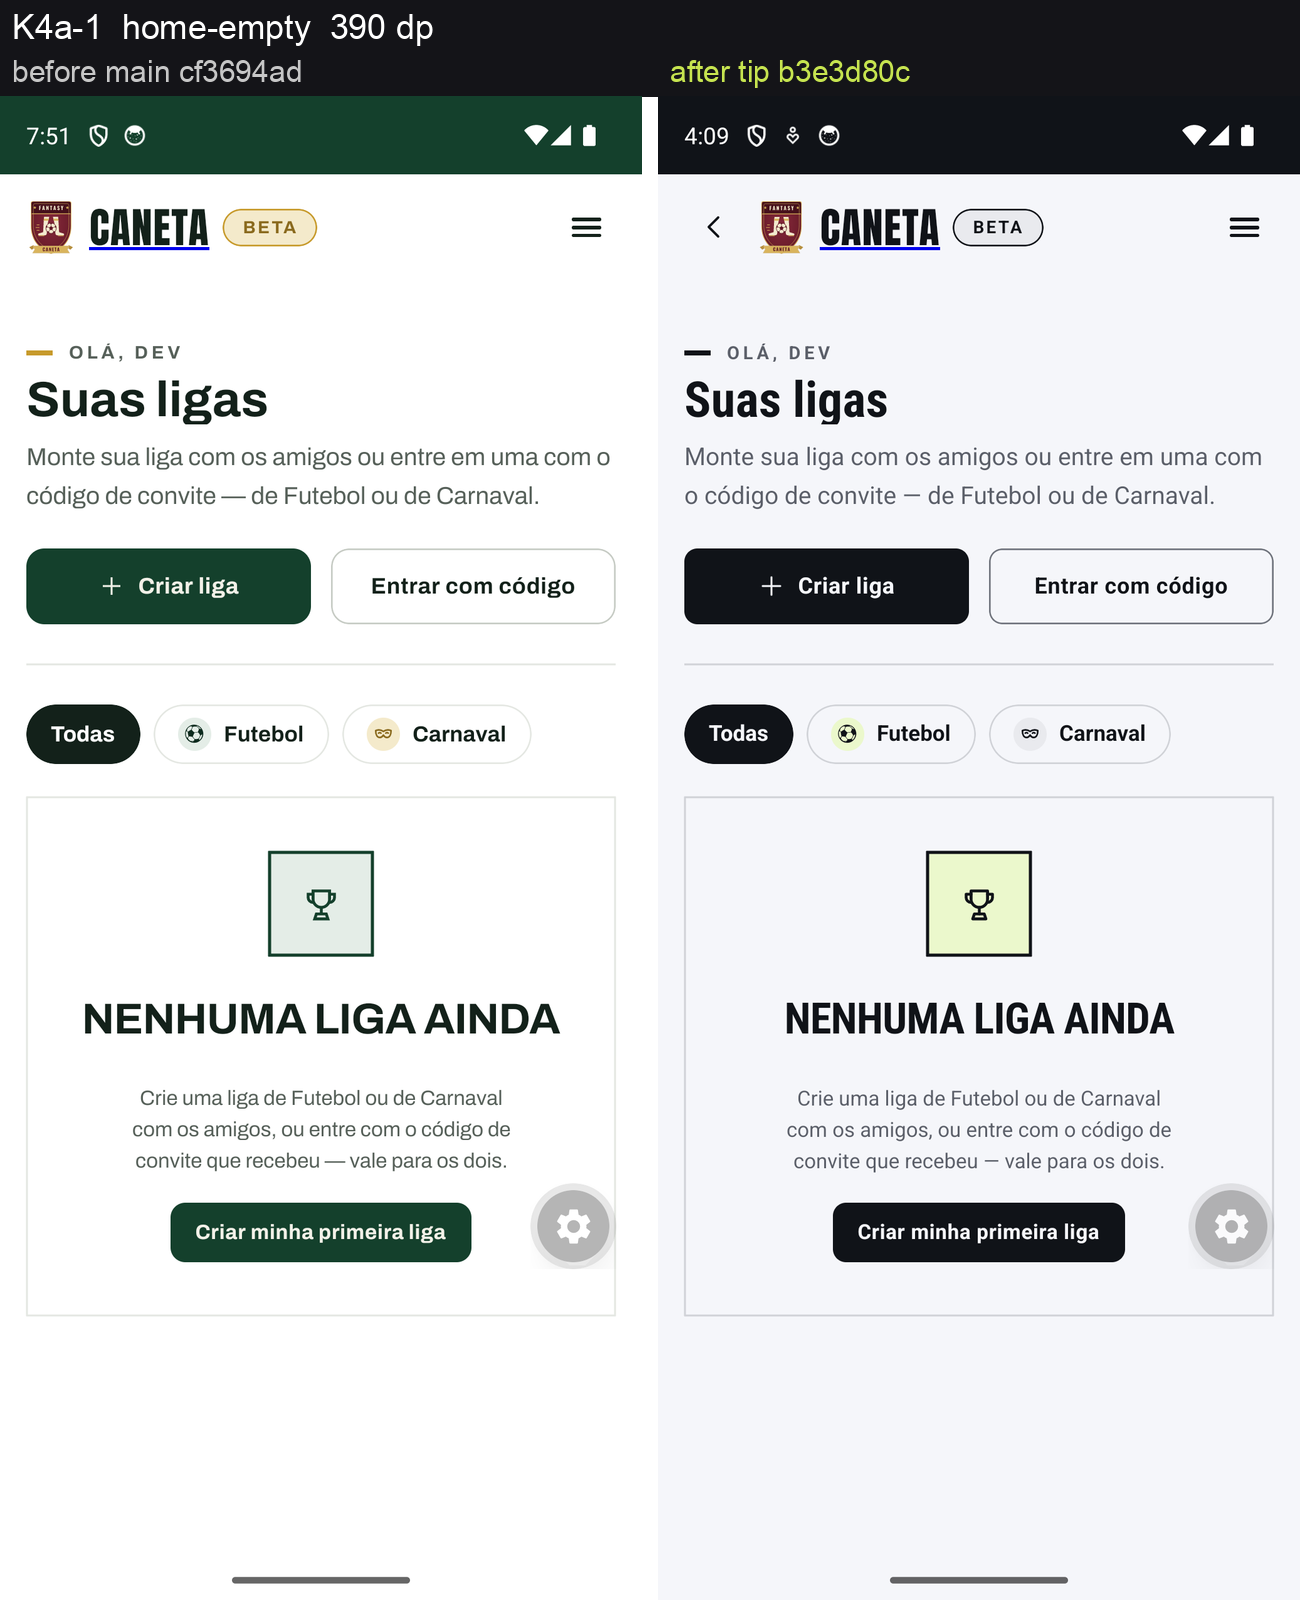 K4a-1 home-empty 390 dp
before main cf3694ad
after tip b3e3d80c
7:51
FANTASY
CANETA
CANETA
BETA
OLÁ, DEV
Suas ligas
Monte sua liga com os amigos ou entre em uma com o
código de convite — de Futebol ou de Carnaval.
Criar liga
Entrar com código
Todas
Futebol
Carnaval
NENHUMA LIGA AINDA
Crie uma liga de Futebol ou de Carnaval
com os amigos, ou entre com o código de
convite que recebeu — vale para os dois.
Criar minha primeira liga
4:09
FANTASY
CANETA
CANETA
BETA
OLÁ, DEV
Suas ligas
Monte sua liga com os amigos ou entre em uma com
o código de convite — de Futebol ou de Carnaval.
Criar liga
Entrar com código
Todas
Futebol
Carnaval
NENHUMA LIGA AINDA
Crie uma liga de Futebol ou de Carnaval
com os amigos, ou entre com o código de
convite que recebeu — vale para os dois.
Criar minha primeira liga